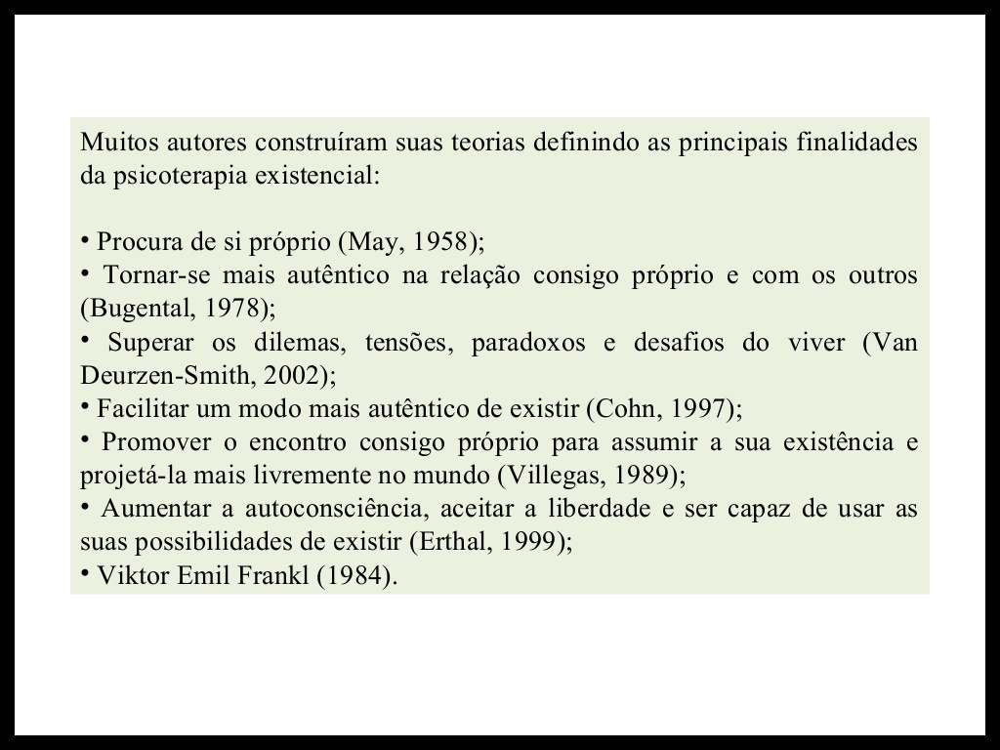 Muitos autores construíram suas teorias definindo as principais finalidades
da psicoterapia existencial:
• Procura de si próprio (May, 1958);
• Tornar-se mais autêntico na relação consigo próprio e com os outros
(Bugental, 1978);
• Superar os dilemas, tensões, paradoxos e desafios do viver (Van
Deurzen-Smith, 2002);
• Facilitar um modo mais autêntico de existir (Cohn, 1997);
• Promover o encontro consigo próprio para assumir a sua existência e
projetá-la mais livremente no mundo (Villegas, 1989);
• Aumentar a autoconsciência, aceitar a liberdade e ser capaz de usar as
suas possibilidades de existir (Erthal, 1999);
• Viktor Emil Frankl (1984).